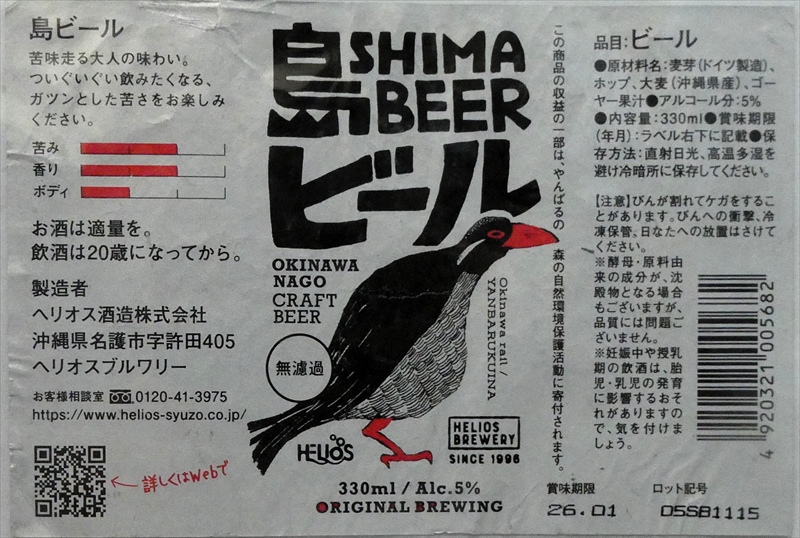 島ビール
苦味走る大人の味わい。
ついぐいぐい飲みたくなる、
ガツンとした苦さをお楽しみ
ください。
苦み
香り
ボディ
お酒は適量を。
飲酒は20歳になってから。
製造者
ヘリオス酒造株式会社
沖縄県名護市字許田405
ヘリオスブルワリー
お客様相談室 0120-41-3975
https://www.helios-syuzo.co.jp/
詳しくはWebで
島 SHIMA
BEER
ビール
OKINAWA
NAGO
CRAFT
BEER
無濾過
Okinawa rail /
YANBARUKUINA
HELIOS
HELIOS
BREWERY
SINCE 1996
330ml / Alc.5%
ORIGINAL BREWING
この商品の収益の一部は、やんばるの 森の自然環境保護活動に寄付されます。
品目:ビール
●原材料名:麦芽(ドイツ製造)、
ホップ、大麦(沖縄県産)、ゴー
ヤー果汁●アルコール分:5%
●内容量:330ml●賞味期限
(年月):ラベル右下に記載●保
存方法:直射日光、高温多湿を
避け冷暗所に保存してください。
【注意】びんが割れてケガをするこ
とがあります。びんへの衝撃、冷
凍保管。日なたへの放置はさけて
ください。
※酵母・原料由
来の成分が、沈
殿物となる場合
もございますが、
品質には問題ご
ざいません。
※妊娠中や授乳
期の飲酒は、胎
児・乳児の発育
に影響するおそ
れがありますの
で、気を付けま
しょう。
4 920321 005682
賞味期限
26.01
ロット記号
05SB1115